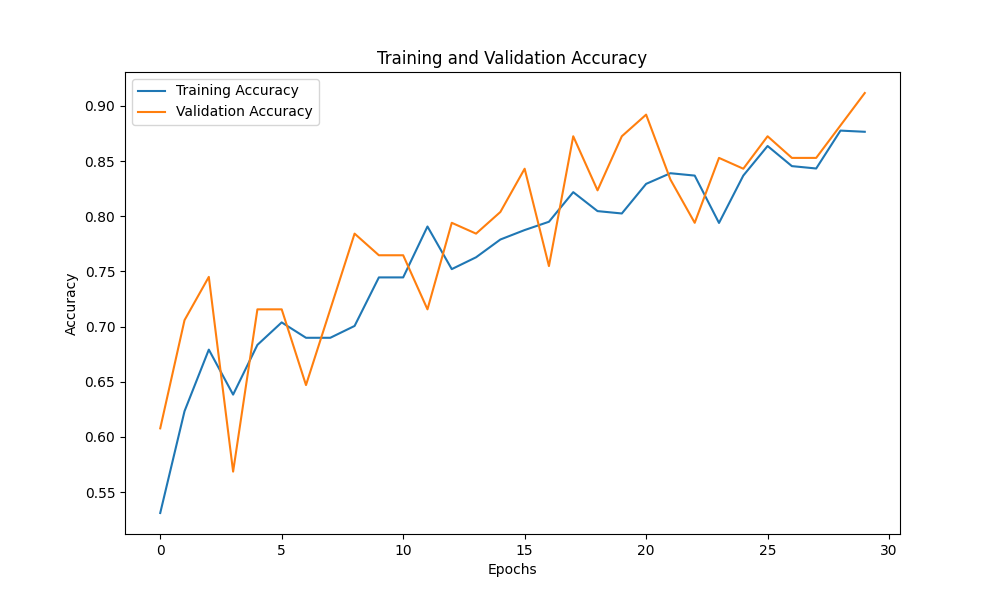 Training and Validation Accuracy
Training Accuracy
Validation Accuracy
0.90
0.85
0.80
0.75
0.70
0.65
0.60
0.55
Accuracy
0 5 10 15 20 25 30
Epochs